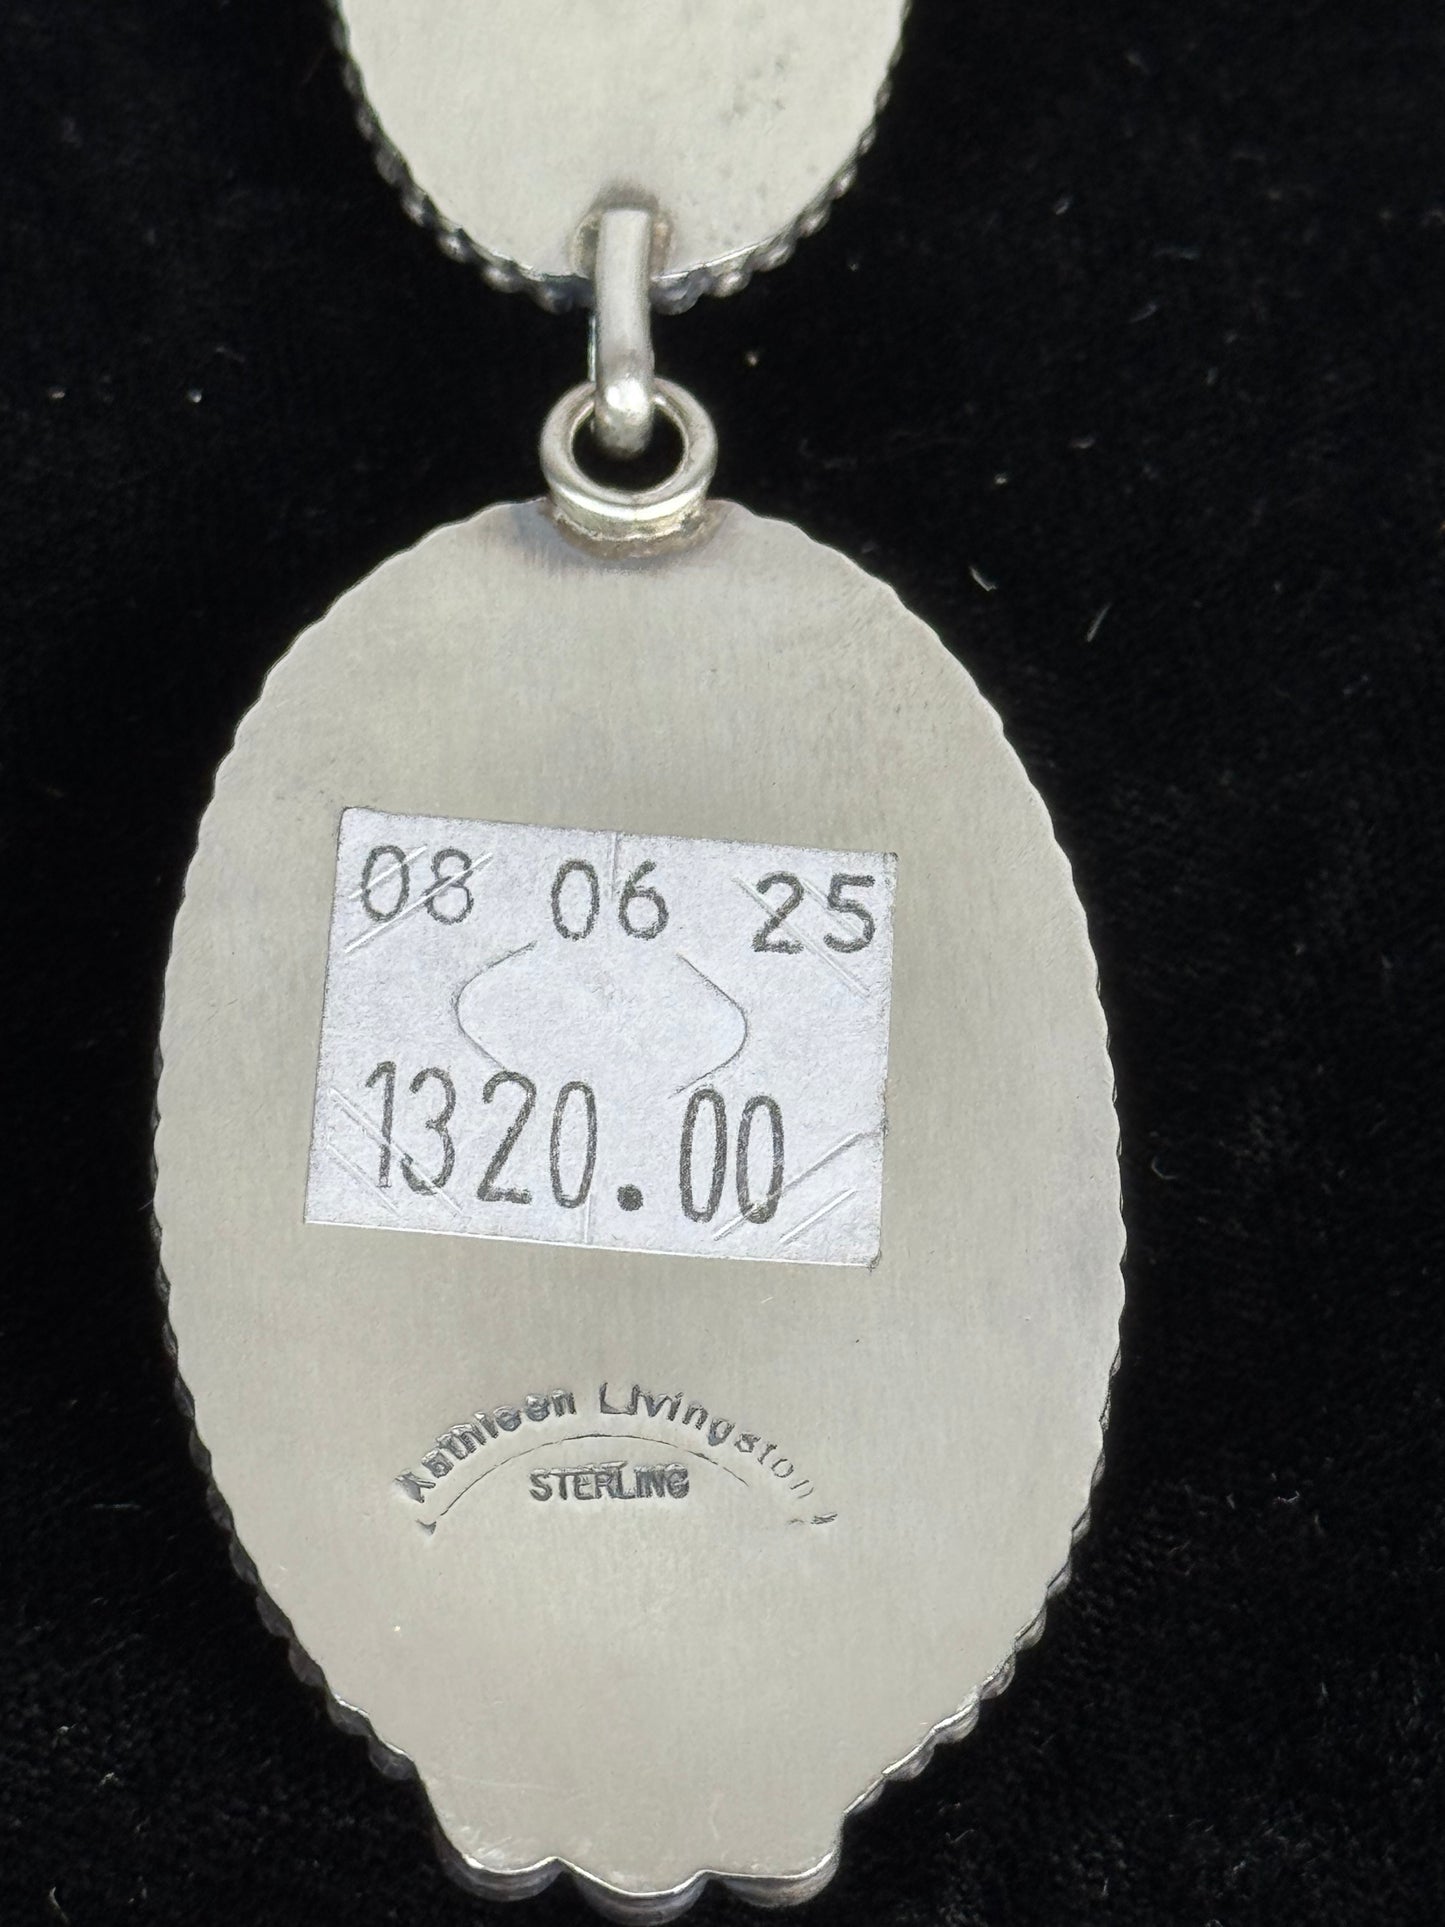 08 06 25
1320.00
Kathleen Livingston
STERLING